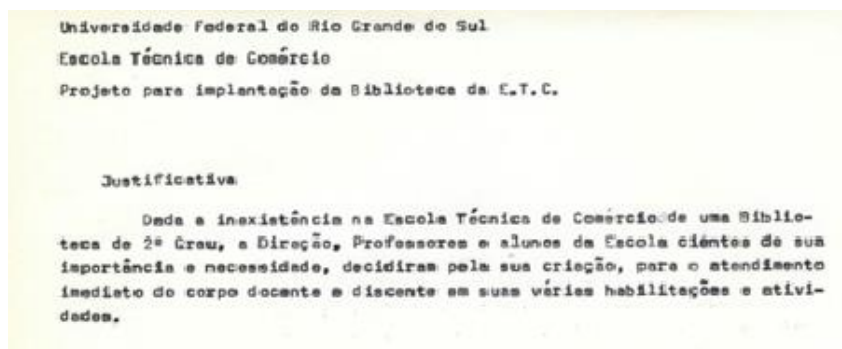 Universidade Federal do Rio Grande do Sul
Escola Técnica de Comércio
Projeto para implantação da Biblioteca da E.T.C.
Justificativa
Dada a inexistência na Escola Técnica de Comércio de uma Biblio-
teca de 2º Grau, a Direção, Professores e alunos da Escola ciêntes de sua
importância e necessidade, decidiram pela sua criação, para o atendimento
imediato do corpo docente e discente em suas várias habilitações e ativi-
dades.